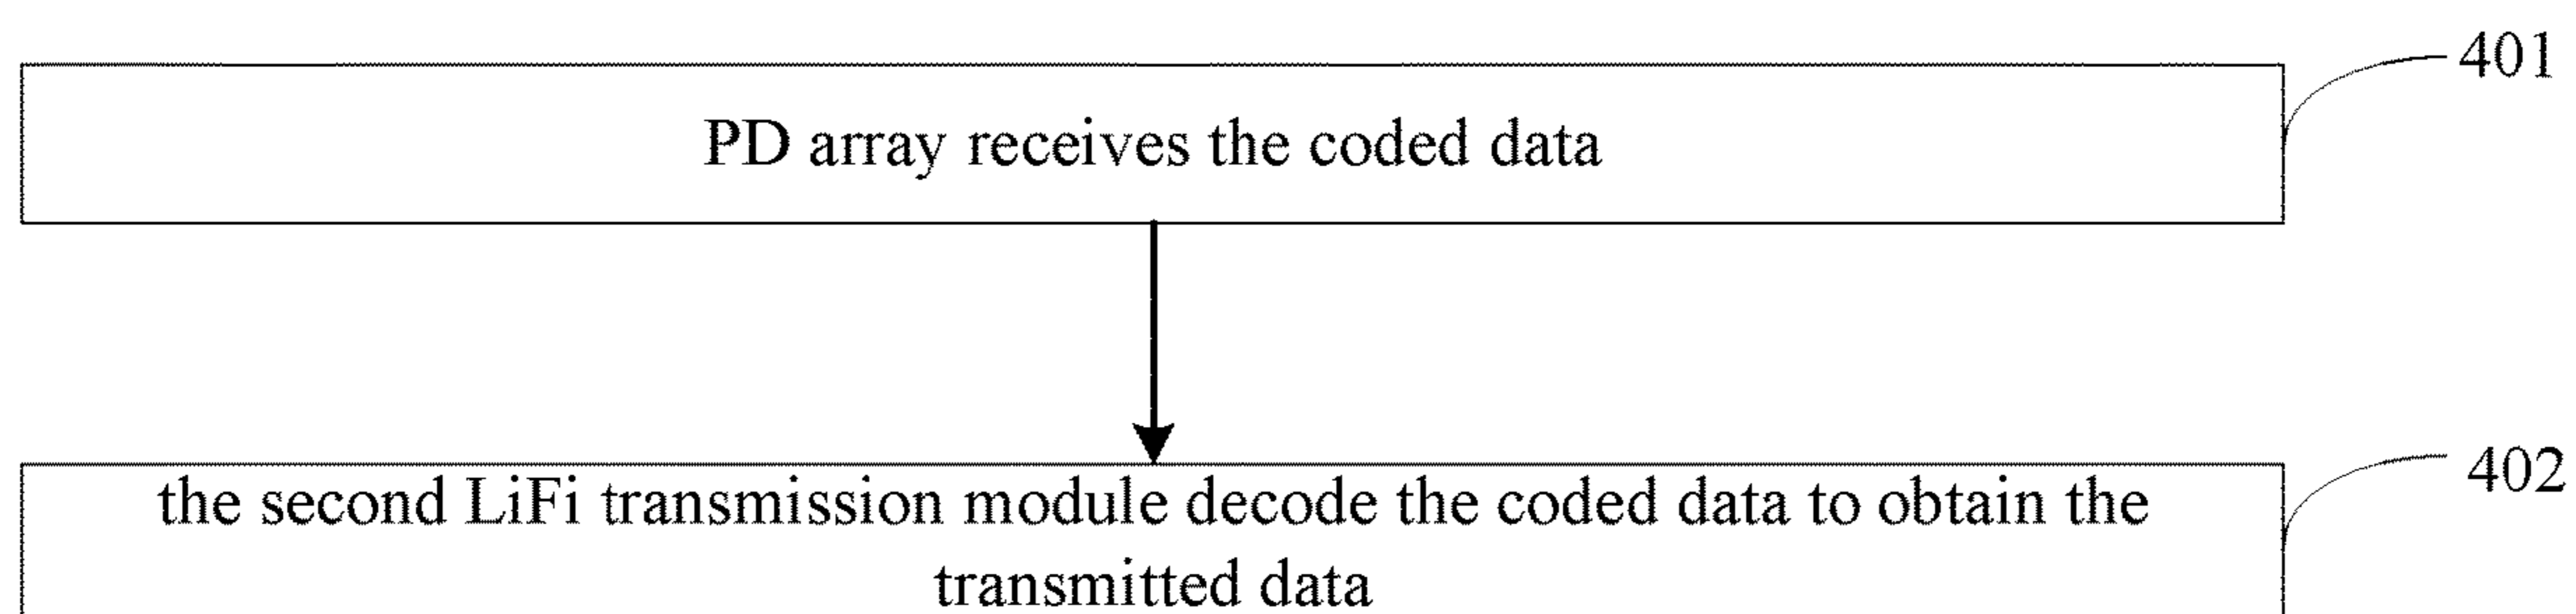 401
PD array receives the coded data
402
the second LiFi transmission module decode the coded data to obtain the
transmitted data